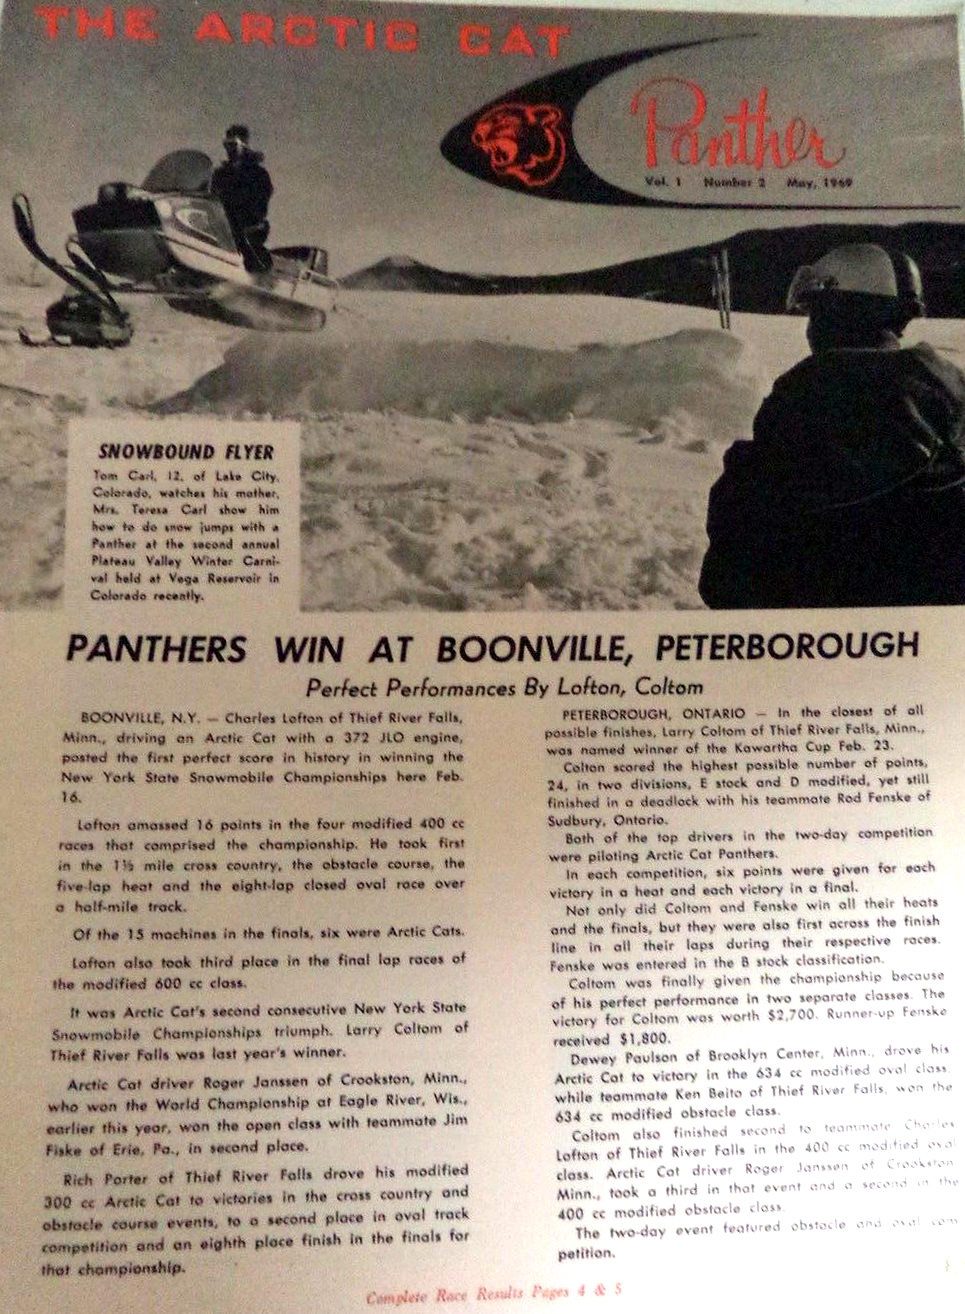 THE ARCTIC CAT
Panther
Vol. 1 Number 2 May, 1969
SNOWBOUND FLYER
Tom Carl, 12, of Lake City,
Colorado, watches his mother,
Mrs. Teresa Carl show him
how to do snow jumps with a
Panther at the second annual
Plateau Valley Winter Carni-
val held at Vega Reservoir in
Colorado recently.
PANTHERS WIN AT BOONVILLE, PETERBOROUGH
Perfect Performances By Lofton, Coltom
BOONVILLE, N.Y. — Charles Lofton of Thief River Falls,
Minn., driving an Arctic Cat with a 372 JLO engine,
posted the first perfect score in history in winning the
New York State Snowmobile Championships here Feb.
16.
Lofton amassed 16 points in the four modified 400 cc
races that comprised the championship. He took first
in the 1½ mile cross country, the obstacle course, the
five-lap heat and the eight-lap closed oval race over
a half-mile track.
Of the 15 machines in the finals, six were Arctic Cats.
Lofton also took third place in the final lap races of
the modified 600 cc class.
It was Arctic Cat's second consecutive New York State
Snowmobile Championships triumph. Larry Coltom of
Thief River Falls was last year's winner.
Arctic Cat driver Roger Janssen of Crookston, Minn.,
who won the World Championship at Eagle River, Wis.,
earlier this year, won the open class with teammate Jim
Fiske of Erie, Pa., in second place.
Rich Porter of Thief River Falls drove his modified
300 cc Arctic Cat to victories in the cross country and
obstacle course events, to a second place in oval track
competition and an eighth place finish in the finals for
that championship.
PETERBOROUGH, ONTARIO — In the closest of all
possible finishes, Larry Coltom of Thief River Falls, Minn.,
was named winner of the Kawartha Cup Feb. 23.
Colton scored the highest possible number of points,
24, in two divisions, E stock and D modified, yet still
finished in a deadlock with his teammate Rod Fenske of
Sudbury, Ontario.
Both of the top drivers in the two-day competition
were piloting Arctic Cat Panthers.
In each competition, six points were given for each
victory in a heat and each victory in a final.
Not only did Coltom and Fenske win all their heats
and the finals, but they were also first across the finish
line in all their laps during their respective races.
Fenske was entered in the B stock classification.
Coltom was finally given the championship because
of his perfect performance in two separate classes. The
victory for Coltom was worth $2,700. Runner-up Fenske
received $1,800.
Dewey Paulson of Brooklyn Center, Minn., drove his
Arctic Cat to victory in the 634 cc modified oval class
while teammate Ken Beito of Thief River Falls, won the
634 cc modified obstacle class.
Coltom also finished second to teammate Charles
Lofton of Thief River Falls in the 400 cc modified oval
class. Arctic Cat driver Roger Janssen of Crookston
Minn., took a third in that event and a second in the
400 cc modified obstacle class.
The two-day event featured obstacle and oval com
petition.
Complete Race Results Pages 4 & 5